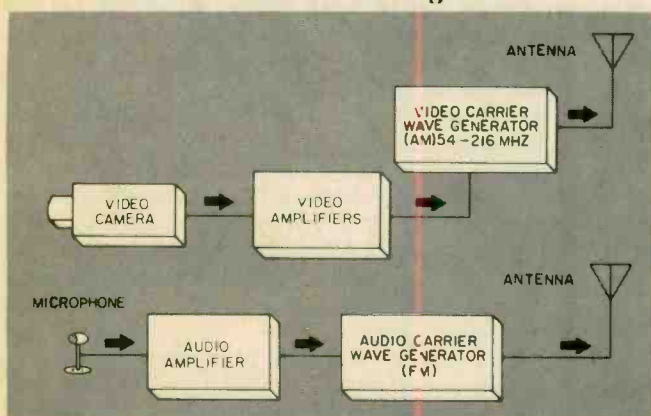 ANTENNA
VIDEO CARRIER
WAVE GENERATOR
(AM) 54-216 MHZ
VIDEO
CAMERA
VIDEO
AMPLIFIERS
ANTENNA
MICROPHONE
AUDIO
AMPLIFIER
AUDIO CARRIER
WAVE GENERATOR
(FM)